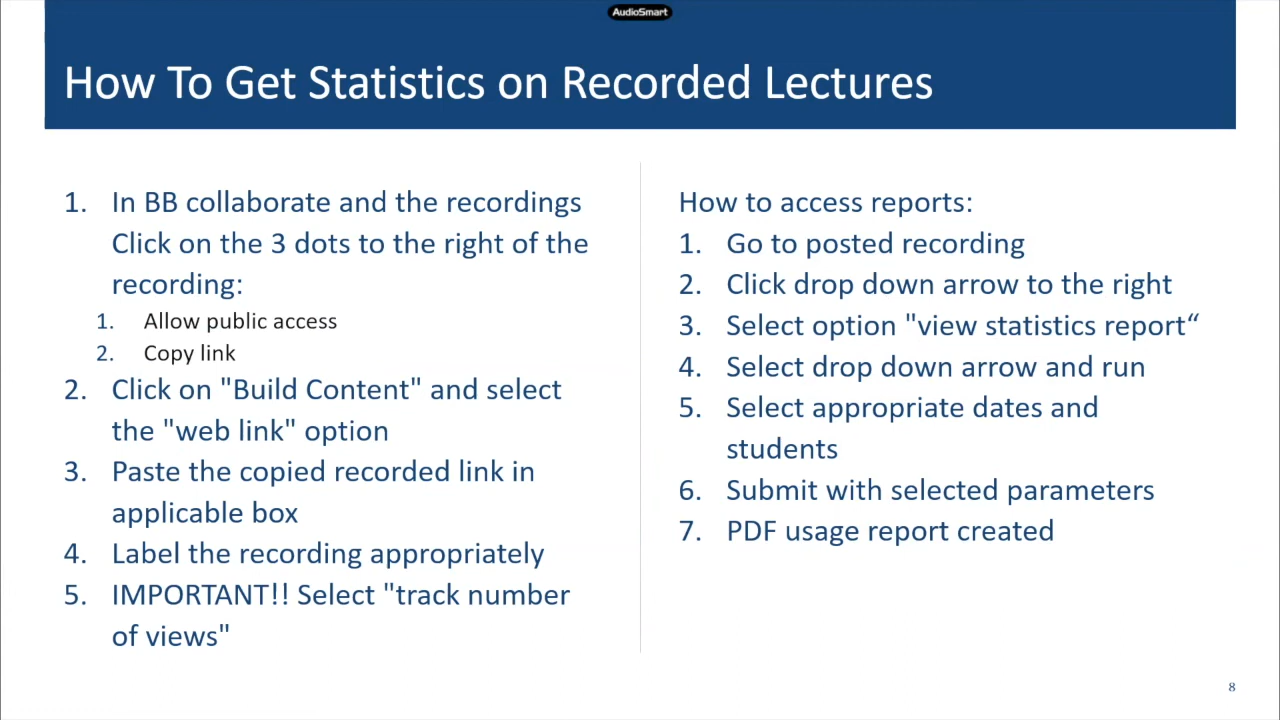 AudioSmart
How To Get Statistics on Recorded Lectures
1. In BB collaborate and the recordings
Click on the 3 dots to the right of the
recording:
1. Allow public access
2. Copy link
2. Click on "Build Content" and select
the "web link" option
3. Paste the copied recorded link in
applicable box
4. Label the recording appropriately
5. IMPORTANT!! Select "track number
of views"
How to access reports:
1. Go to posted recording
2. Click drop down arrow to the right
3. Select option "view statistics report“
4. Select drop down arrow and run
5. Select appropriate dates and
students
6. Submit with selected parameters
7. PDF usage report created
8